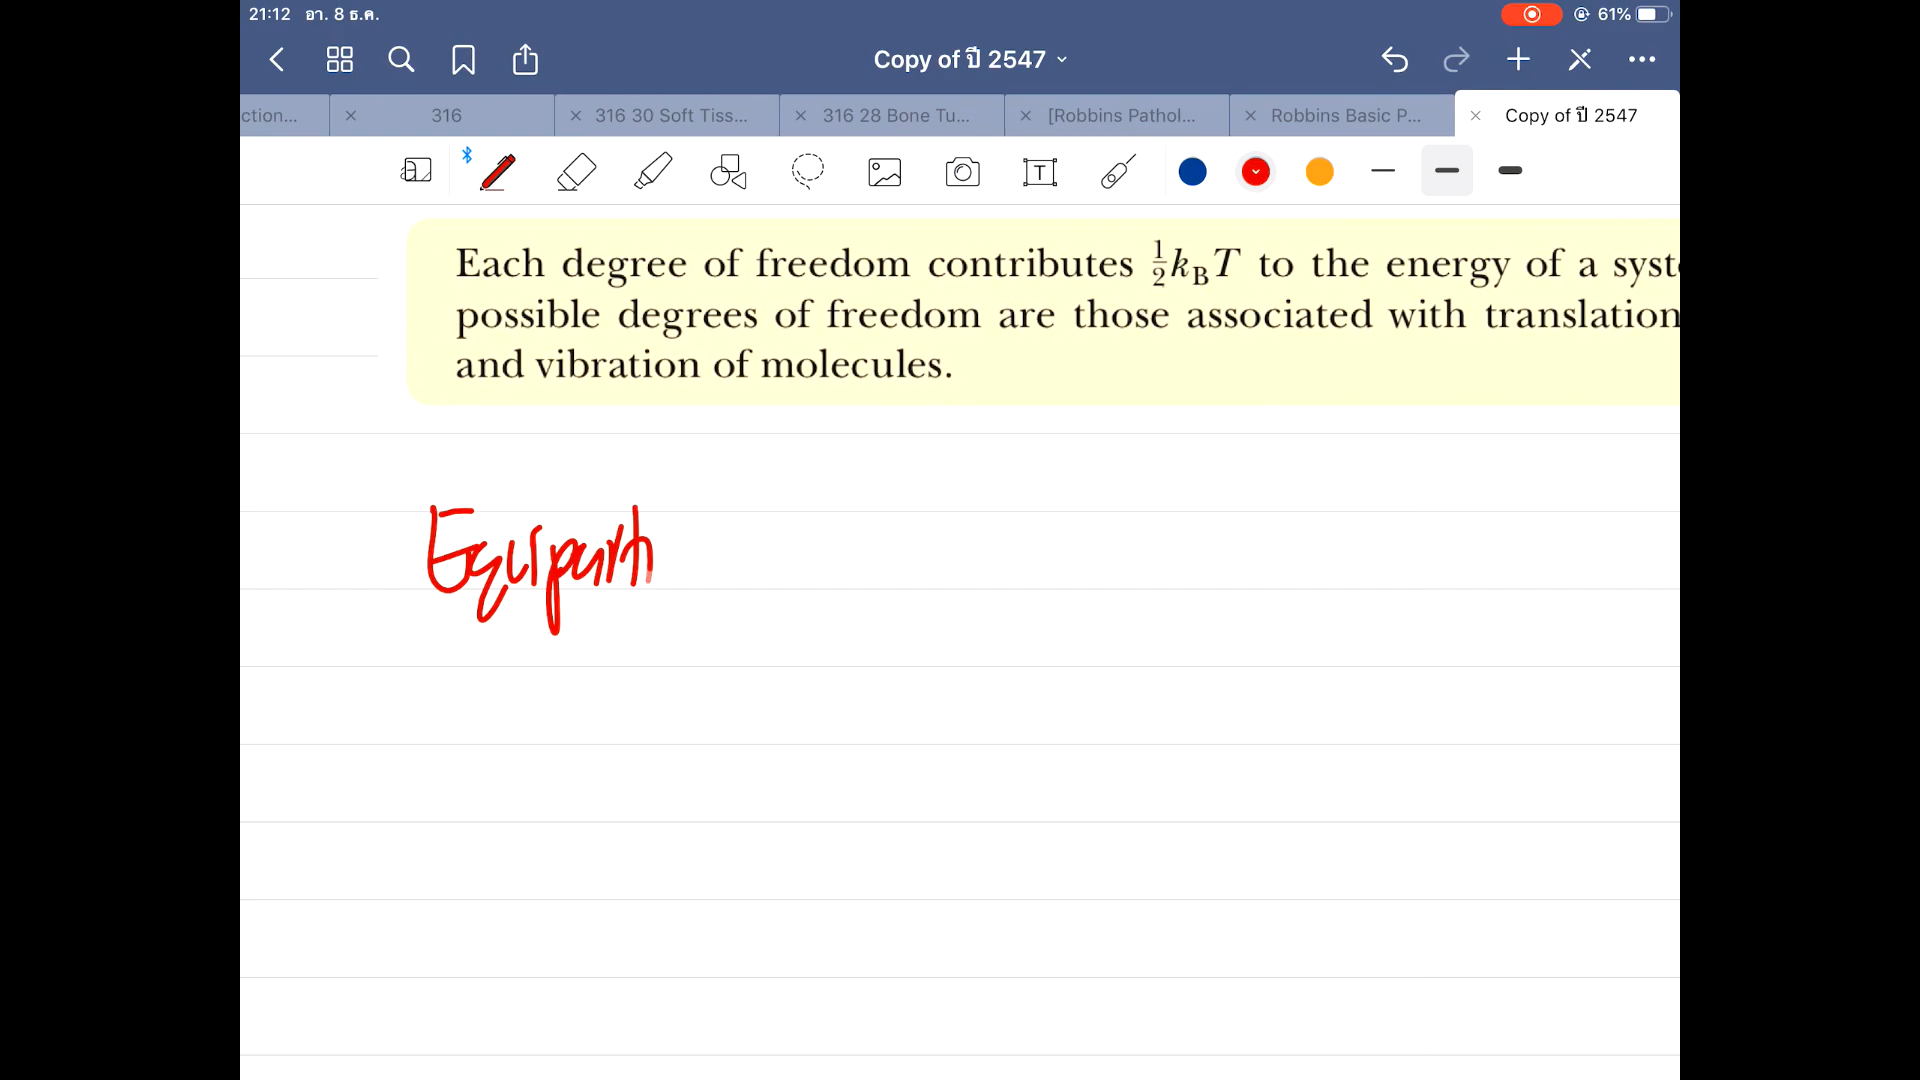 21:12 อา. 8 ธ.ค.
61%
Copy of ปี 2547
ction...
316
316 30 Soft Tiss...
316 28 Bone Tu...
[Robbins Pathol...
Robbins Basic P...
Copy of ปี 2547
Each degree of freedom contributes ½k_BT to the energy of a syste
possible degrees of freedom are those associated with translation
and vibration of molecules.
Equipart